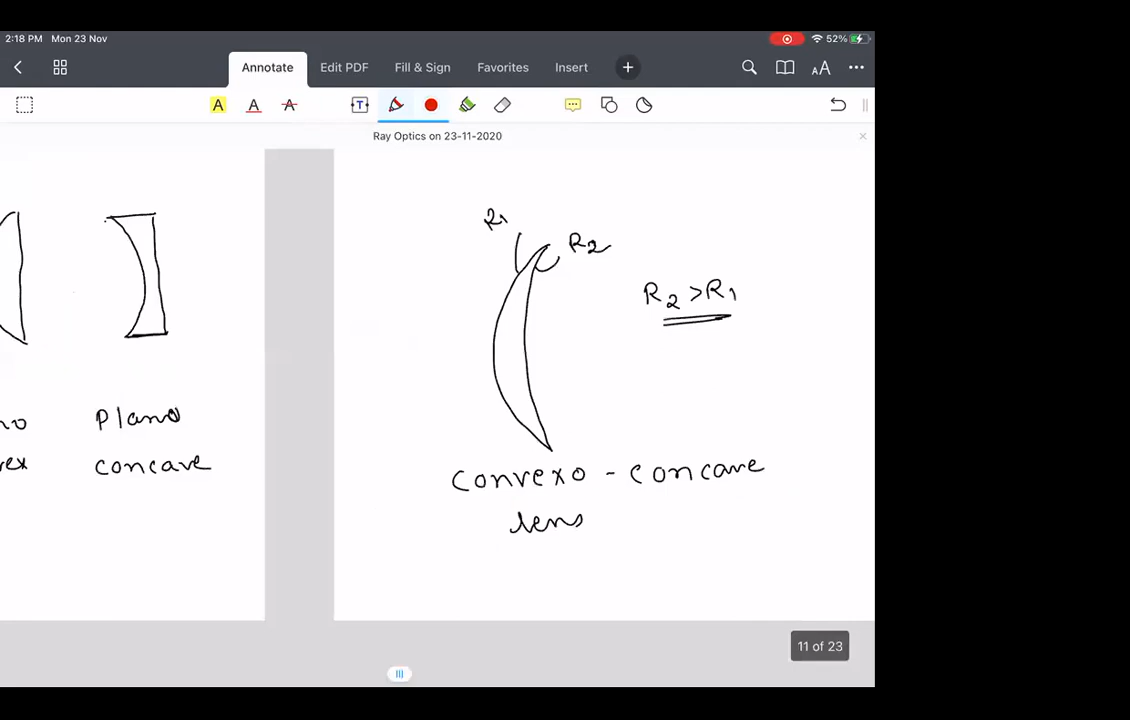 2:18 PM Mon 23 Nov
52%
Annotate Edit PDF Fill & Sign Favorites Insert
Ray Optics on 23-11-2020
R1
R2
R2 > R1
Plano
concave
convexo - concave
lens
11 of 23